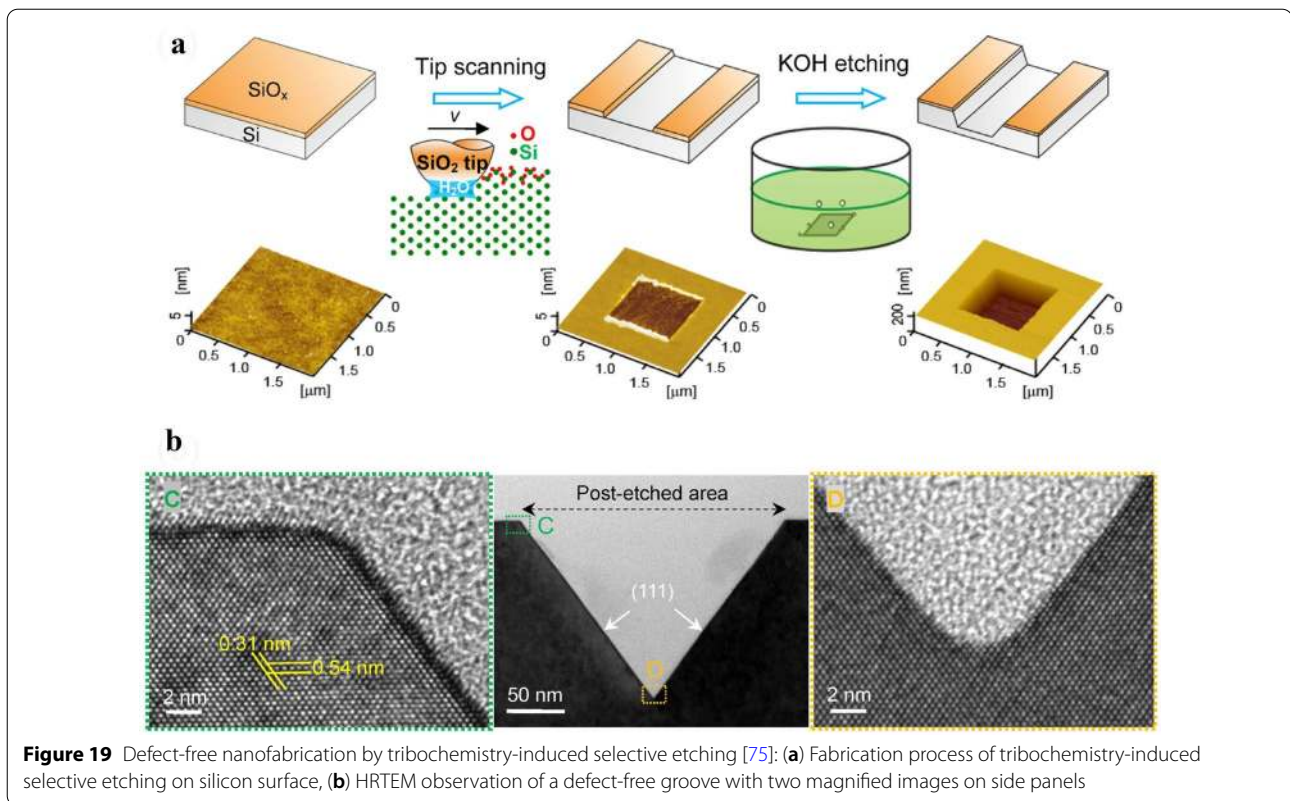 a
Tip scanning
KOH etching
SiOx
Si
v
O
Si
SiO2 tip
H2O
[nm]
5
0
0
0.5
1.0
1.5
0.5
1.0
1.5
[μm]
[nm]
5
0
0
0.5
1.0
1.5
0.5
1.0
1.5
[μm]
[nm]
200
0
0
0.5
1.0
1.5
0.5
1.0
1.5
[μm]
b
C
0.31 nm
0.54 nm
2 nm
Post-etched area
C
(111)
D
50 nm
D
2 nm
Figure 19 Defect-free nanofabrication by tribochemistry-induced selective etching [75]: (a) Fabrication process of tribochemistry-induced
selective etching on silicon surface, (b) HRTEM observation of a defect-free groove with two magnified images on side panels